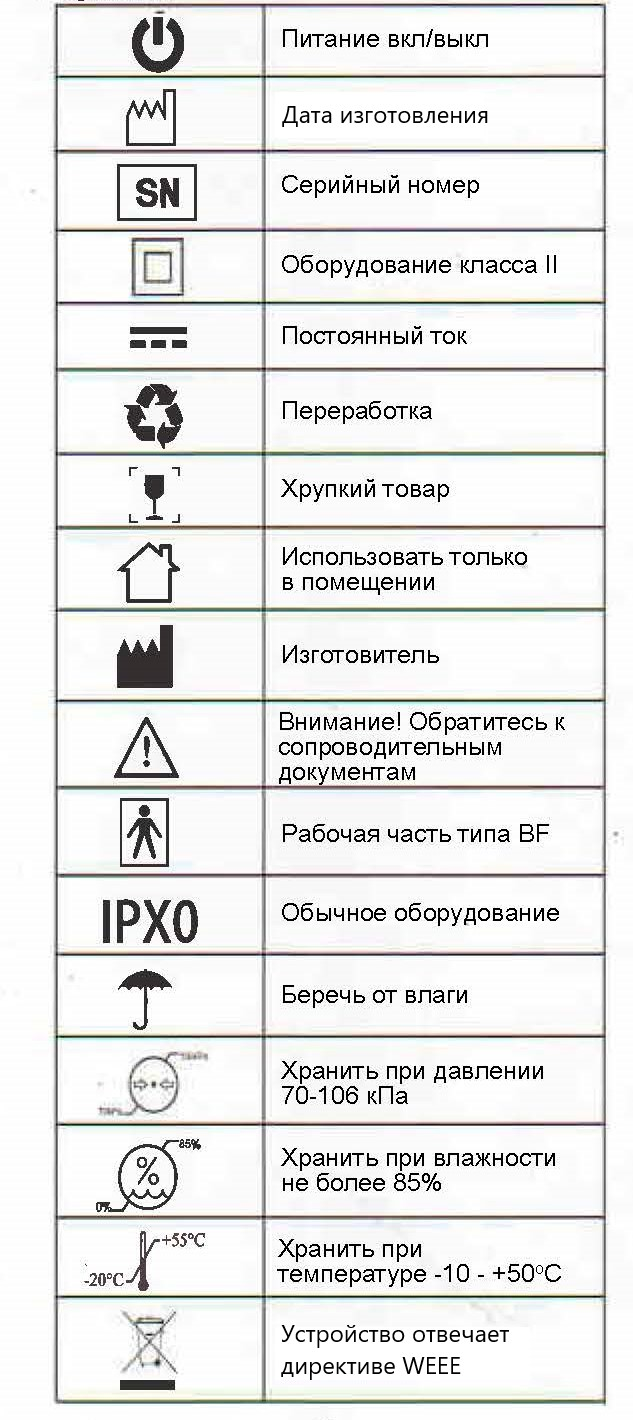 Питание вкл/выкл
Дата изготовления
SN
Серийный номер
Оборудование класса II
Постоянный ток
Переработка
Хрупкий товар
Использовать только
в помещении
Изготовитель
Внимание! Обратитесь к
сопроводительным
документам
Рабочая часть типа BF
IPX0
Обычное оборудование
Беречь от влаги
Хранить при давлении
70-106 кПа
85%
%
0%
Хранить при влажности
не более 85%
+55°C
-20°C
Хранить при
температуре -10 - +50°C
Устройство отвечает
директиве WEEE